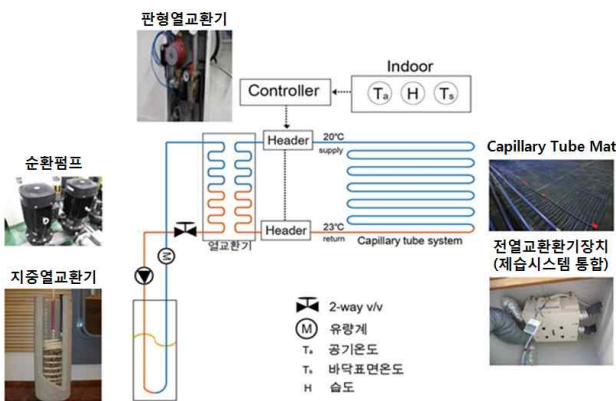 판형열교환기
Indoor
Controller
Ta H Ts
순환펌프
Header
20℃
supply
Capillary Tube Mat
열교환기
Header
23℃
return
Capillary tube system
전열교환환기장치
(제습시스템 통합)
M
지중열교환기
2-way v/v
M 유량계
Ta 공기온도
Ts 바닥표면온도
H 습도